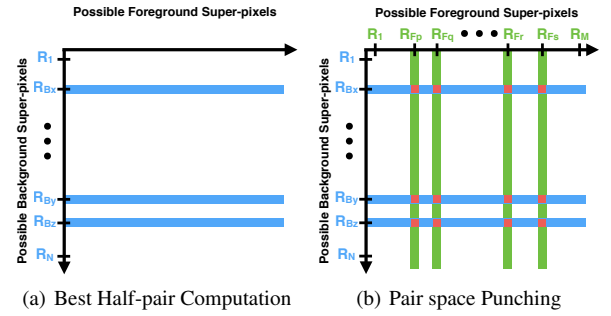 Possible Foreground Super-pixels
Possible Background Super-pixels
R1
RBx
RBy
RBz
RN
(a) Best Half-pair Computation
Possible Foreground Super-pixels
R1 RFp RFq RFr RFs RM
Possible Background Super-pixels
R1
RBx
RBy
RBz
RN
(b) Pair space Punching